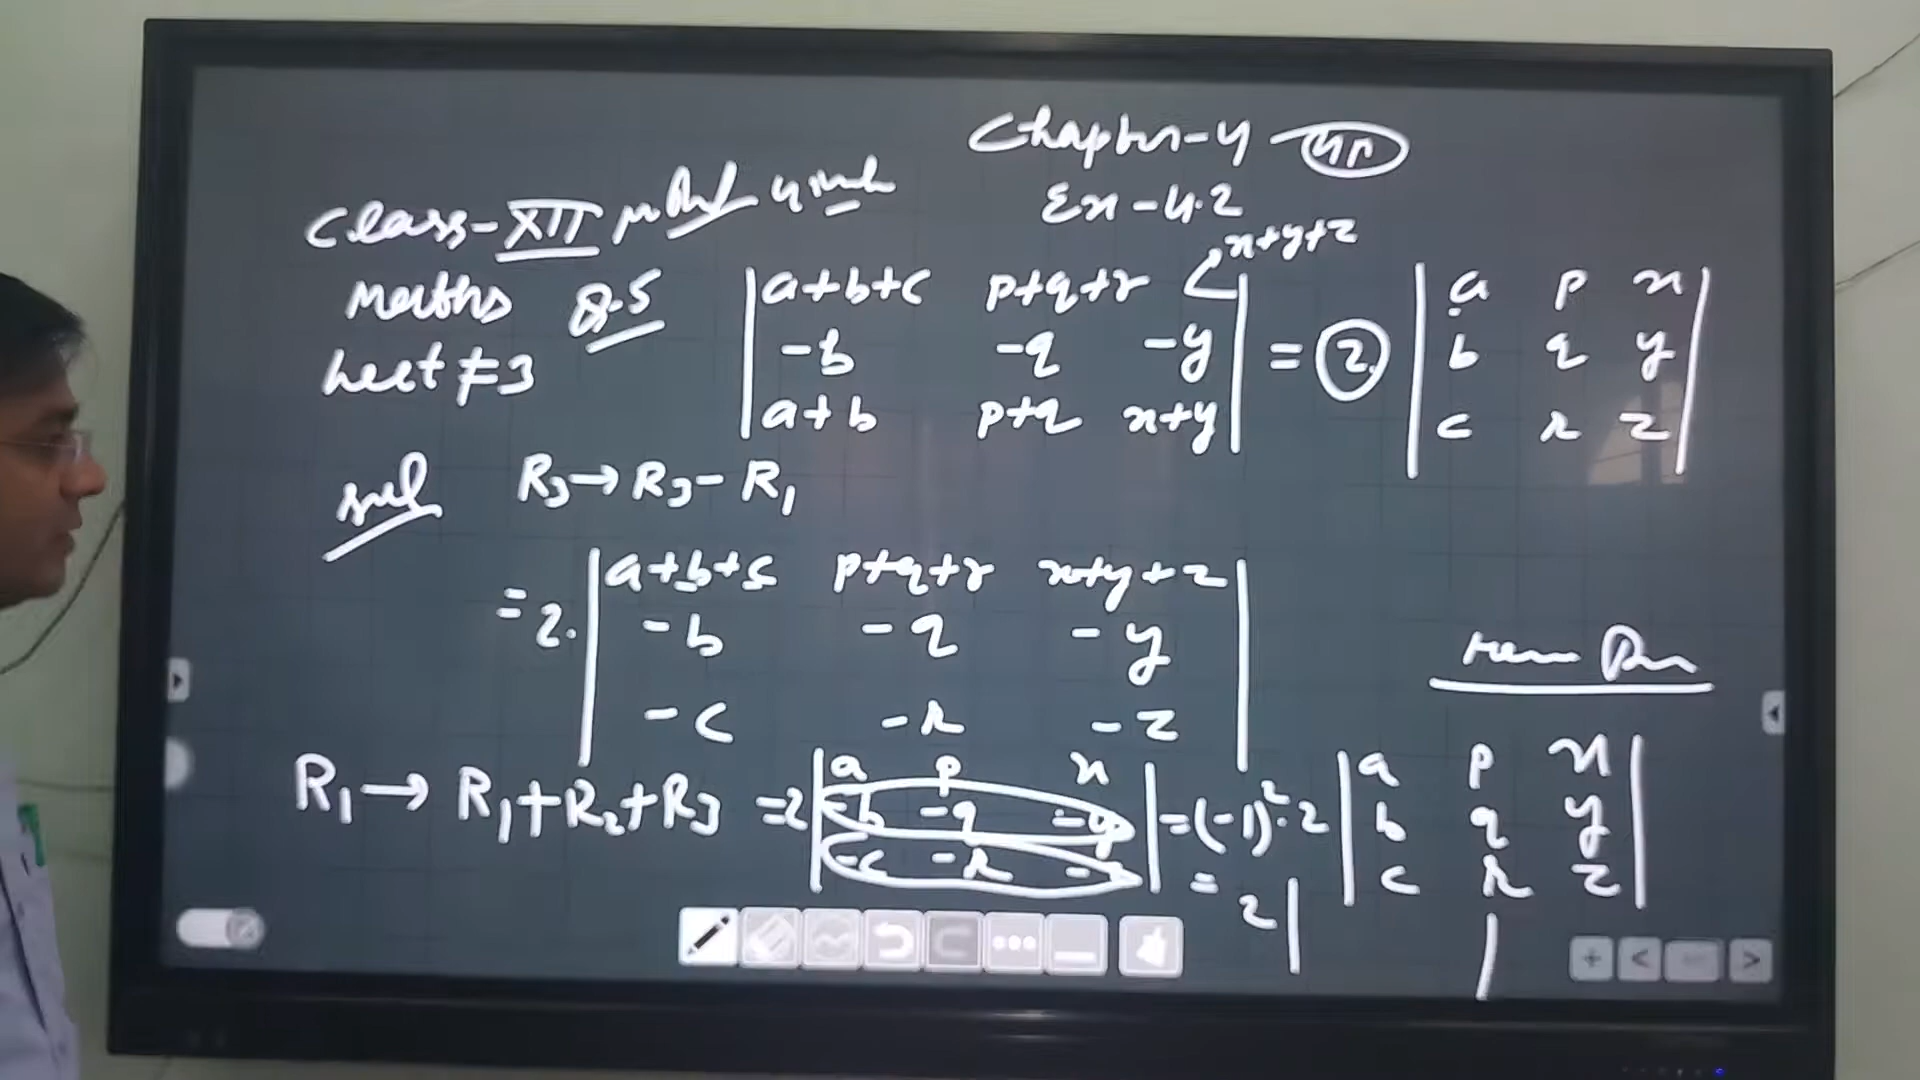 Chapter-4
Class-XII
Ex-4.2
x+y+z
Maths Q.5 | a+b+c p+q+r |
Lect #3 | -b -q -y | = 2. | a p x |
| a+b p+q x+y | | b q y |
| c r z |
Sol R3→R3-R1
= 2. | a+b+c p+q+r x+y+z |
| -b -q -y |
| -c -r -z |
R1→ R1+R2+R3 =2 | a p x | =(-1)².2 | a p x |
| -b -q -y | | b q y |
| -c -r - | | c r z |
= 2 | |